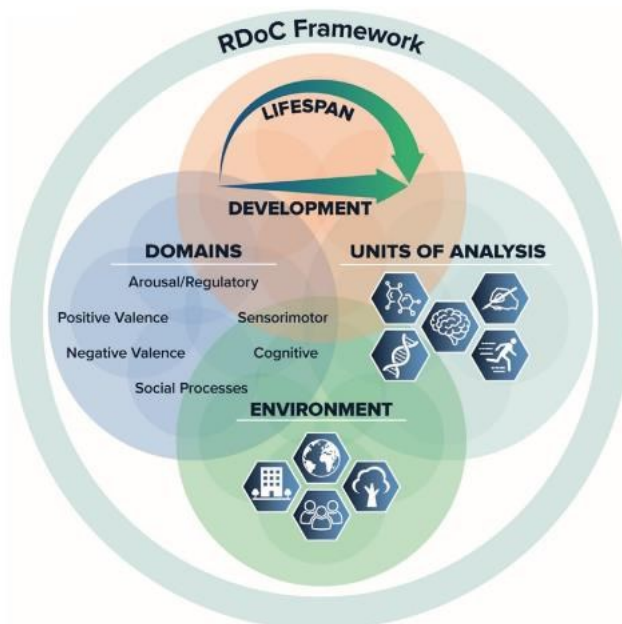 RDoC Framework
LIFESPAN
DEVELOPMENT
DOMAINS
Arousal/Regulatory
Positive Valence
Sensorimotor
Negative Valence
Cognitive
Social Processes
UNITS OF ANALYSIS
ENVIRONMENT